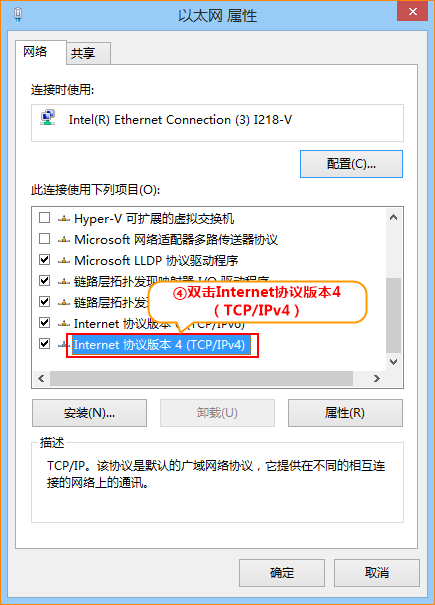 以太网 属性
网络
共享
连接时使用:
Intel(R) Ethernet Connection (3) I218-V
配置(C)...
此连接使用下列项目(O):
Hyper-V 可扩展的虚拟交换机
Microsoft 网络适配器多路传送器协议
Microsoft LLDP 协议驱动程序
链路层拓扑发现映射器 I/O 驱动程序
链路层拓扑发
④双击Internet协议版本4
（TCP/IPv4）
Internet 协议版本 6 (TCP/IPv6)
Internet 协议版本 4 (TCP/IPv4)
安装(N)...
卸载(U)
属性(R)
描述
TCP/IP。该协议是默认的广域网络协议，它提供在不同的相互连
接的网络上的通讯。
确定
取消